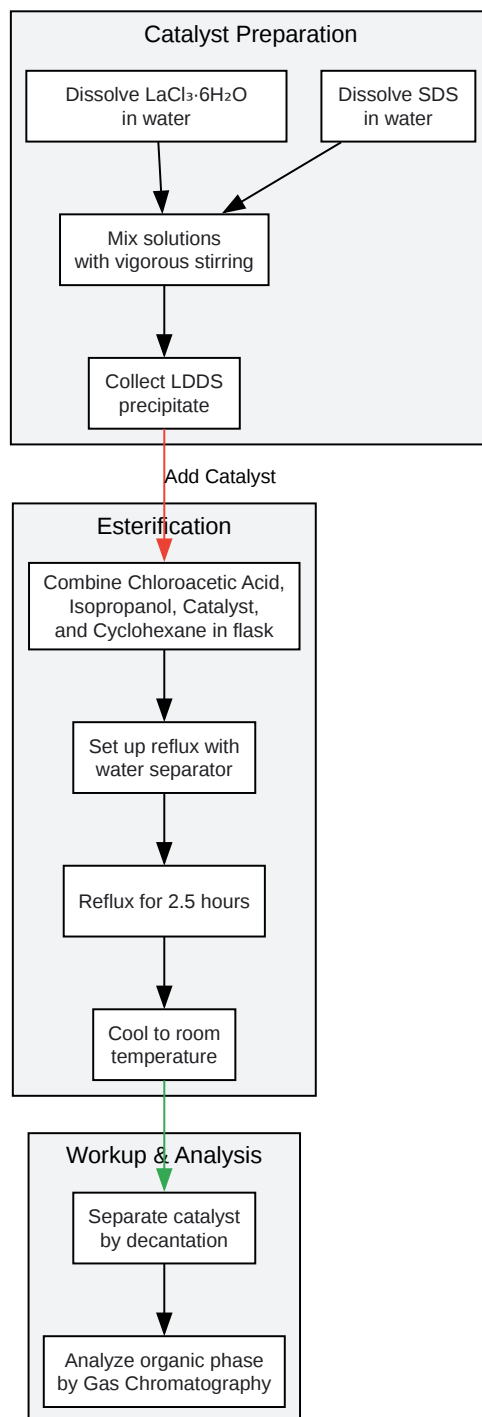 Catalyst Preparation
Dissolve LaCl₃·6H₂O
in water
Dissolve SDS
in water
Mix solutions
with vigorous stirring
Collect LDDS
precipitate
Add Catalyst
Esterification
Combine Chloroacetic Acid,
Isopropanol, Catalyst,
and Cyclohexane in flask
Set up reflux with
water separator
Reflux for 2.5 hours
Cool to room
temperature
Workup & Analysis
Separate catalyst
by decantation
Analyze organic phase
by Gas Chromatography